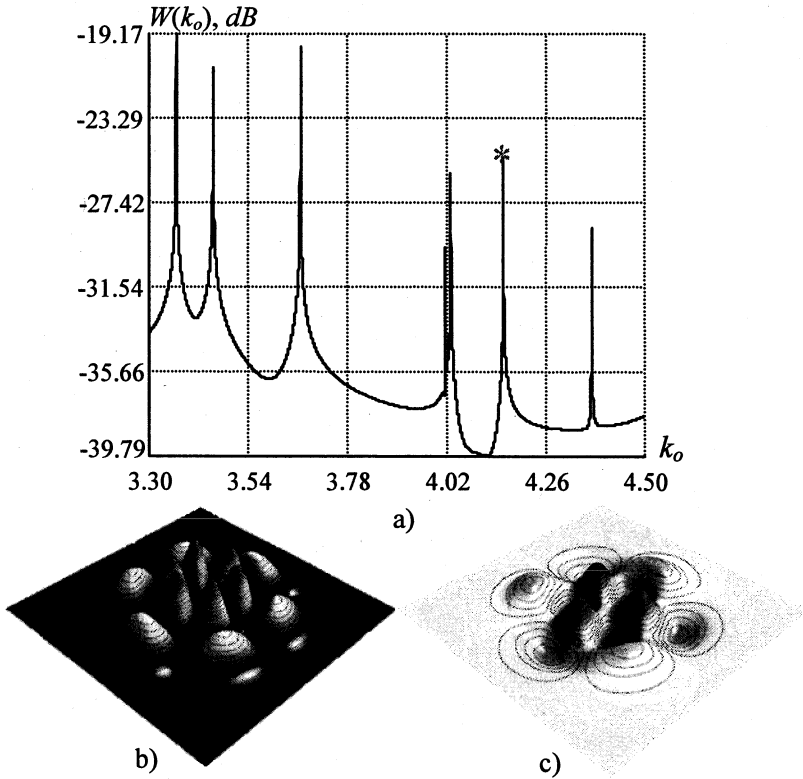 W(kₒ), dB
-19.17
-23.29
-27.42
*
-31.54
-35.66
-39.79
kₒ
3.30 3.54 3.78 4.02 4.26 4.50
a)
b) c)